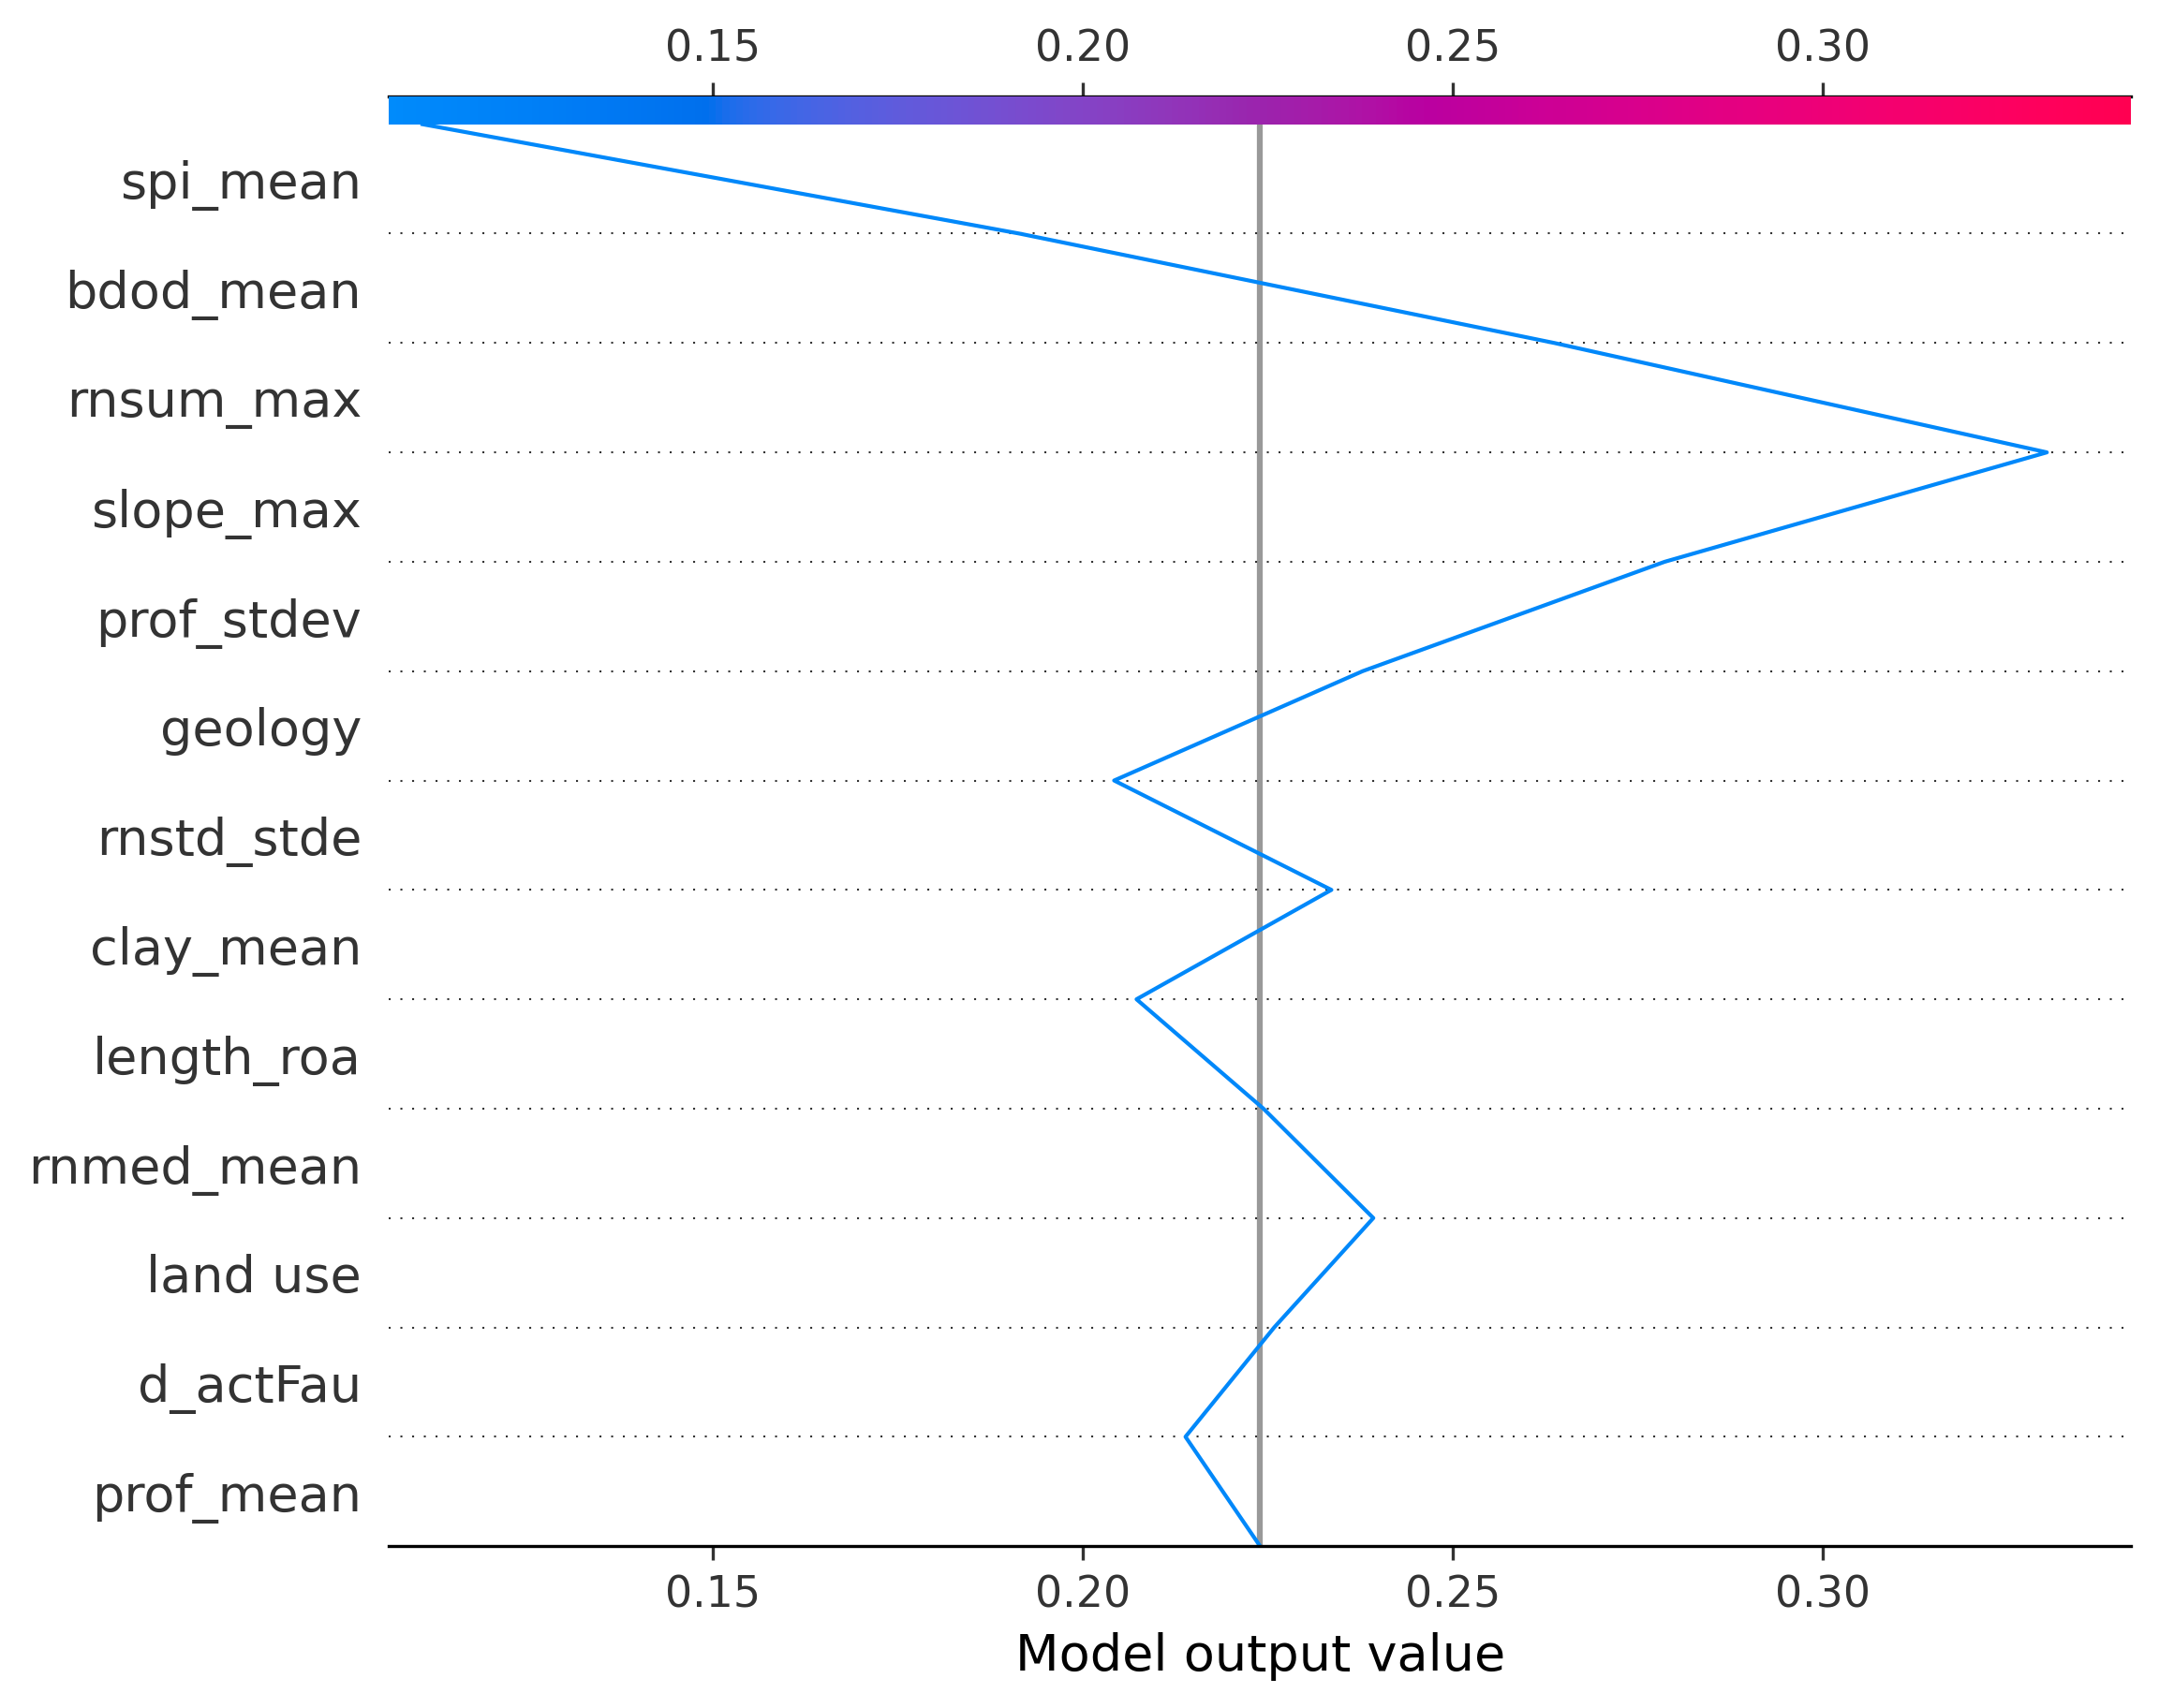 0.15 0.20 0.25 0.30
spi_mean
bdod_mean
rnsum_max
slope_max
prof_stdev
geology
rnstd_stde
clay_mean
length_roa
rnmed_mean
land use
d_actFau
prof_mean
0.15 0.20 0.25 0.30
Model output value